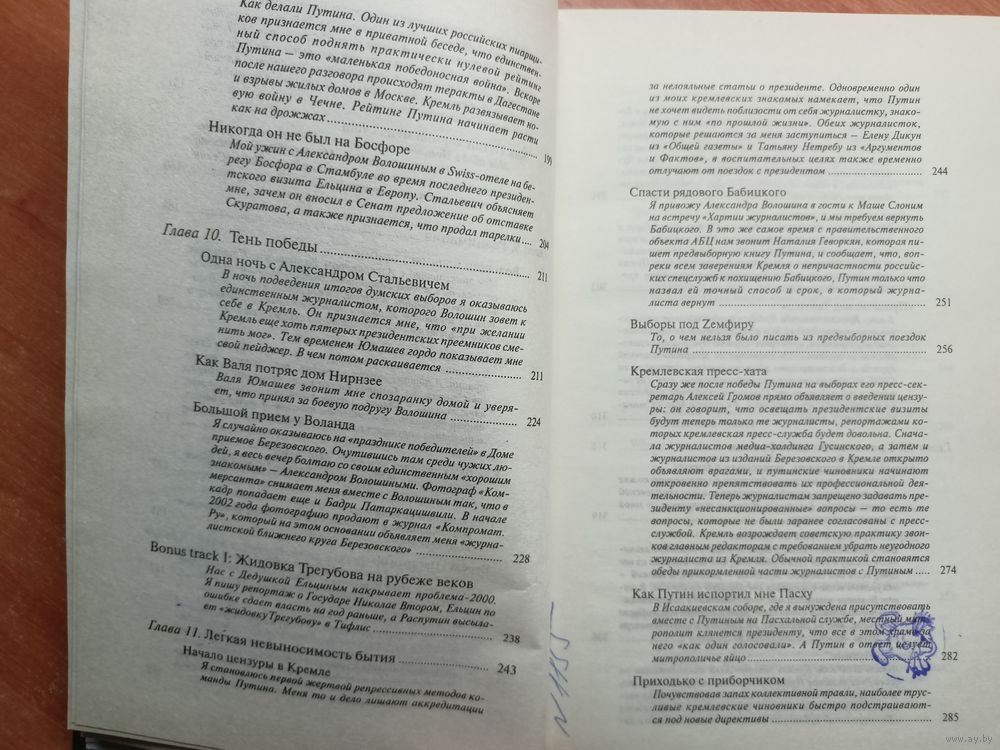 Как делали Путина. Один из лучших российских пиарщи-
ков признается мне в приватной беседе, что единствен-
ный способ поднять практически нулевой рейтинг
Путина — это «маленькая победоносная война». Вскоре
после нашего разговора происходят теракты в Дагестане
и взрывы жилых домов в Москве. Кремль развязывает но-
вую войну в Чечне. Рейтинг Путина начинает расти
как на дрожжах 199
Никогда он не был на Босфоре
Мой ужин с Александром Волошиным в Swiss-отеле на бе-
регу Босфора в Стамбуле во время последнего президен-
тского визита Ельцина в Европу. Стальевич объясняет
мне, зачем он вносил в Сенат предложение об отставке
Скуратова, а также признается, что продал тарелки.... 204
Глава 10. Тень победы 211
Одна ночь с Александром Стальевичем
В ночь подведения итогов думских выборов я оказываюсь
единственным журналистом, которого Волошин зовет к
себе в Кремль. Он признается мне, что «при желании
Кремль еще хоть пятерых президентских преемников сме-
нить мог». Тем временем Юмашев гордо показывает мне
свой пейджер. В чем потом раскаивается 211
Как Валя потряс дом Нирнзее
Валя Юмашев звонит мне спозаранку домой и уверя-
ет, что принял за боевую подругу Волошина 224
Большой прием у Воланда
Я случайно оказываюсь на «празднике победителей» в Доме
приемов Березовского. Очутившись там среди чужих лю-
дей, я весь вечер болтаю со своим единственным «хорошим
знакомым» — Александром Волошиным. Фотограф «Ком-
мерсанта» снимает меня вместе с Волошиным так, что в
кадр попадает еще и Бадри Патаркацишвили. В начале
2002 года фотографию продают в журнал «Компромат.
Ру», который на этом основании объявляет меня «журна-
листской ближнего круга Березовского» 228
Bonus track I: Жидовка Трегубова на рубеже веков
Нас с Дедушкой Ельциным накрывает проблема-2000.
Я пишу репортаж о Государе Николае Втором, Ельцин по
ошибке сдает власть на год раньше, а Распутин высыла-
ет «жидовку Трегубову» в Тифлис 238
Глава 11. Легкая невыносимость бытия 243
Начало цензуры в Кремле
Я становлюсь первой жертвой репрессивных методов ко-
манды Путина. Меня то и дело лишают аккредитации
N 1155
за нелояльные статьи о президенте. Одновременно один
из моих кремлевских знакомых намекает, что Путин
не хочет видеть поблизости от себя журналистку, знако-
мую с ним «по прошлой жизни». Обеих журналисток,
которые решаются за меня заступиться — Елену Дикун
из «Общей газеты» и Татьяну Нетребу из «Аргументов
и Фактов», в воспитательных целях также временно
отлучают от поездок с президентом 244
Спасти рядового Бабицкого
Я привожу Александра Волошина в гости к Маше Слоним
на встречу «Хартии журналистов», и мы требуем вернуть
Бабицкого. В это же самое время с правительственного
объекта АБЦ нам звонит Наталия Геворкян, которая пи-
шет предвыборную книгу Путина, и сообщает, что, воп-
реки всем заверениям Кремля о непричастности российс-
ких спецслужб к похищению Бабицкого, Путин только что
назвал ей точный способ и срок, в который журна-
листа вернут 251
Выборы под Земфиру
То, о чем нельзя было писать из предвыборных поездок
Путина 256
Кремлевская пресс-хата
Сразу же после победы Путина на выборах его пресс-сек-
ретарь Алексей Громов прямо объявляет о введении цензу-
ры: он говорит, что освещать президентские визиты
будут теперь только те журналисты, репортажами ко-
торых кремлевская пресс-служба будет довольна. Снача-
ла журналистов медиа-холдинга Гусинского, а затем и
журналистов из изданий Березовского в Кремле открыто
объявляют врагами, и путинские чиновники начинают
откровенно препятствовать их профессиональной дея-
тельности. Теперь журналистам запрещено задавать пре-
зиденту «несанкционированные» вопросы — то есть те
вопросы, которые не были заранее согласованы с пресс-
службой. Кремль возрождает советскую практику звон-
ков главным редакторам с требованием убрать неугодного
журналиста из Кремля. Обычной практикой становятся
обеды прикормленной части журналистов с Путиным 274
Как Путин испортил мне Пасху
В Исаакиевском соборе, где я вынуждена присутствовать
вместе с Путиным на Пасхальной службе, местный мит-
рополит клянется президенту, что все в этом храме за
него «как один голосовали». А Путин в ответ целует
митрополичье яйцо 282
Приходько с приборчиком
Почувствовав запах коллективной травли, наиболее трус-
ливые кремлевские чиновники быстро подстраивают-
ся под новые директивы 285
www.ay.by